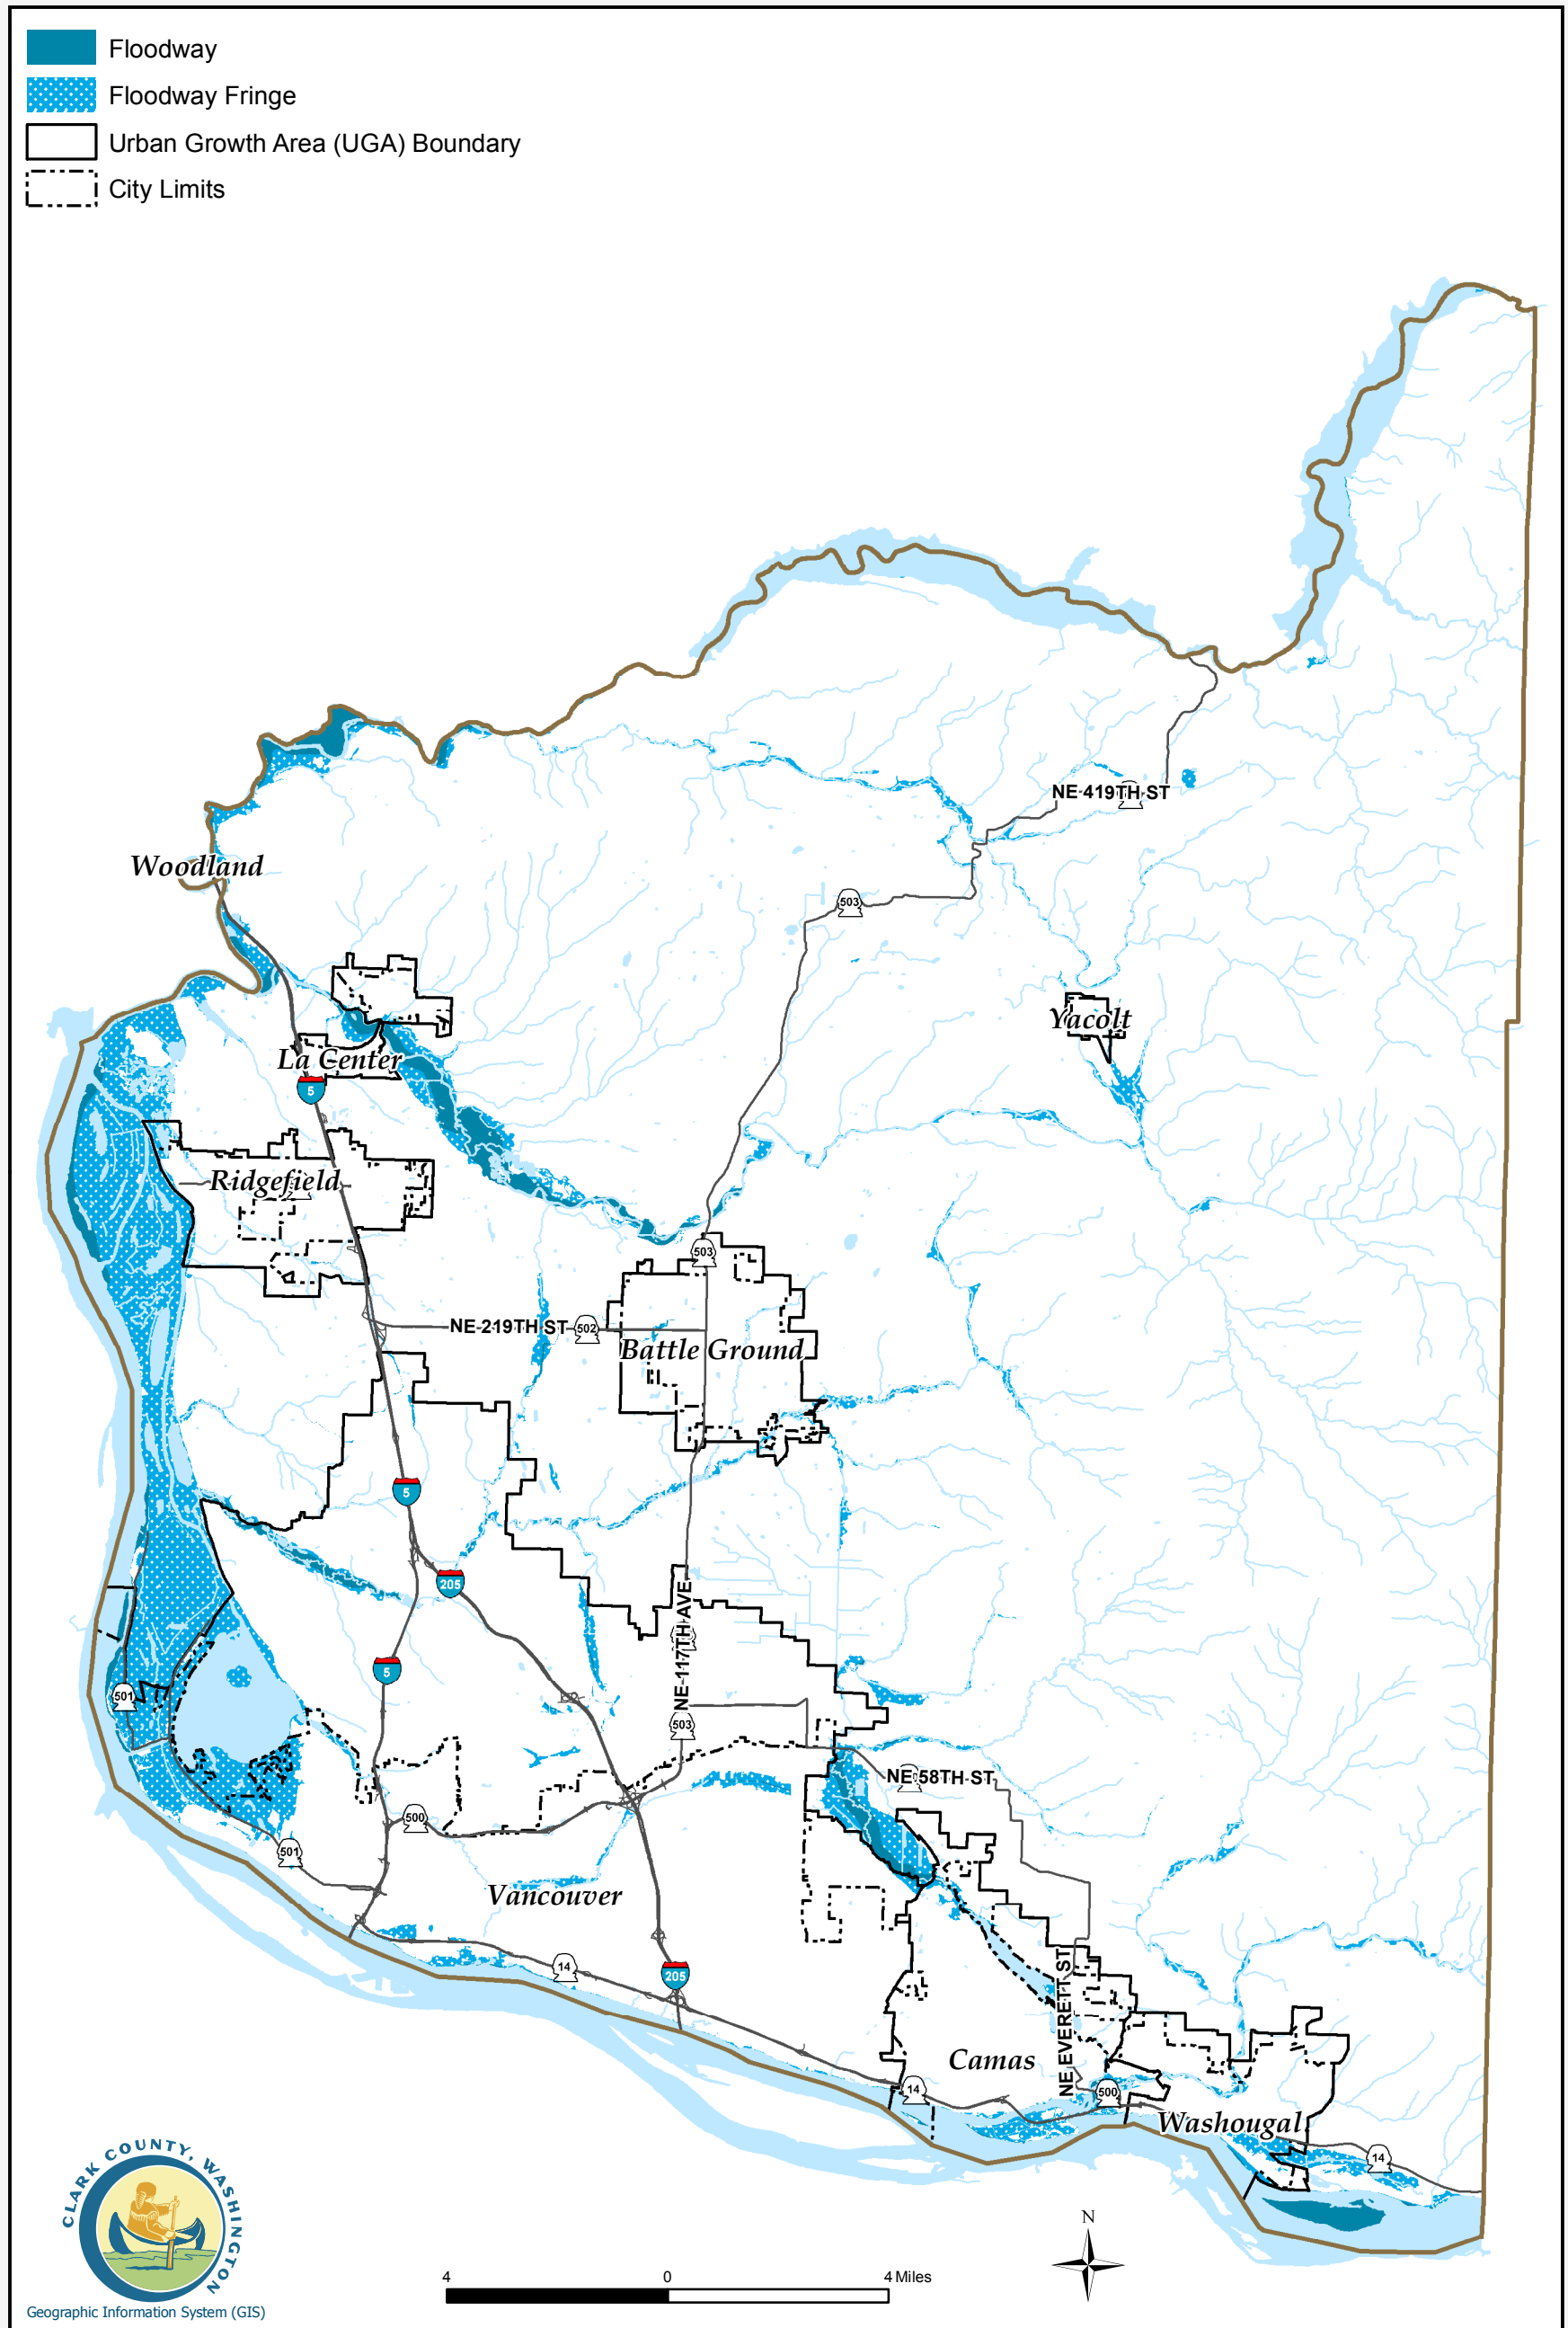 Floodway
Floodway Fringe
Urban Growth Area (UGA) Boundary
City Limits
NE 419TH ST
Woodland
503
Yacolt
La Center
5
Ridgefield
503
NE 219TH ST
502
Battle Ground
5
205
NE 117TH AVE
5
501
503
NE 58TH ST
500
501
Vancouver
14
205
NE EVERETT ST
Camas
14
500
Washougal
14
CLARK COUNTY, WASHINGTON
Geographic Information System (GIS)
N
4 0 4 Miles